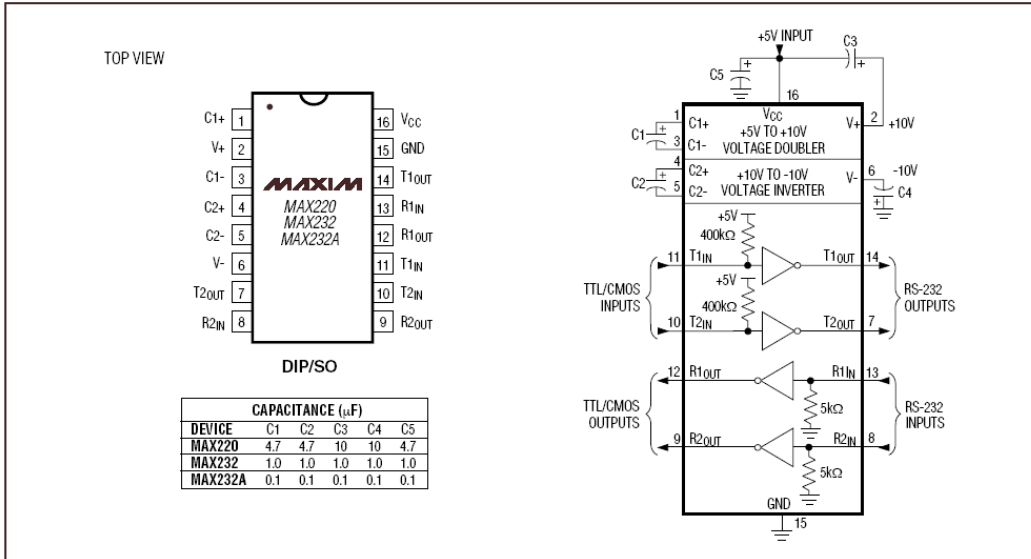 TOP VIEW
C1+ 1
V+ 2
C1- 3
C2+ 4
C2- 5
V- 6
T2OUT 7
R2IN 8
MAXIM
MAX220
MAX232
MAX232A
16 VCC
15 GND
14 T1OUT
13 R1IN
12 R1OUT
11 T1IN
10 T2IN
9 R2OUT
DIP/SO
CAPACITANCE (µF)
DEVICE C1 C2 C3 C4 C5
MAX220 4.7 4.7 10 10 4.7
MAX232 1.0 1.0 1.0 1.0 1.0
MAX232A 0.1 0.1 0.1 0.1 0.1
+5V INPUT
C3
+
+
C5
16
VCC
1 C1+
+
C1
3 C1-
+5V TO +10V
VOLTAGE DOUBLER
V+ 2
+10V
4 C2+
+
C2
5 C2-
+10V TO -10V
VOLTAGE INVERTER
V- 6
-10V
C4
+
+5V
400kΩ
TTL/CMOS
INPUTS
11 T1IN
T1OUT 14
+5V
400kΩ
10 T2IN
T2OUT 7
RS-232
OUTPUTS
TTL/CMOS
OUTPUTS
12 R1OUT
R1IN 13
5kΩ
9 R2OUT
R2IN 8
5kΩ
RS-232
INPUTS
GND
15